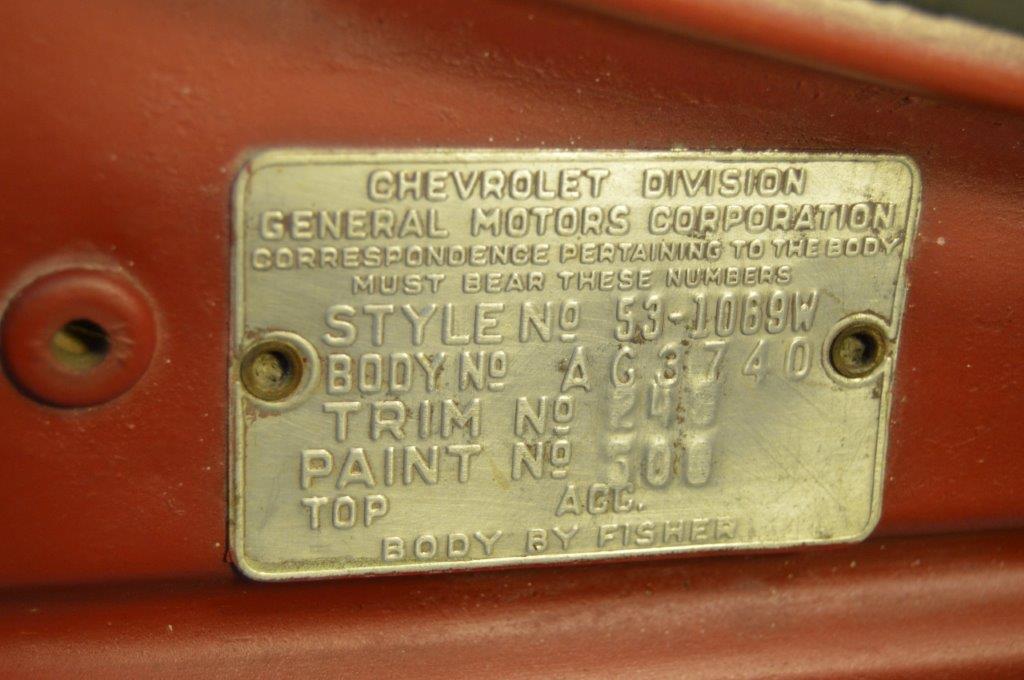 CHEVROLET DIVISION
GENERAL MOTORS CORPORATION
CORRESPONDENCE PERTAINING TO THE BODY
MUST BEAR THESE NUMBERS
STYLE Nº 53-1069W
BODY Nº A G3740
TRIM Nº
PAINT Nº 500
TOP ACC.
BODY BY FISHER